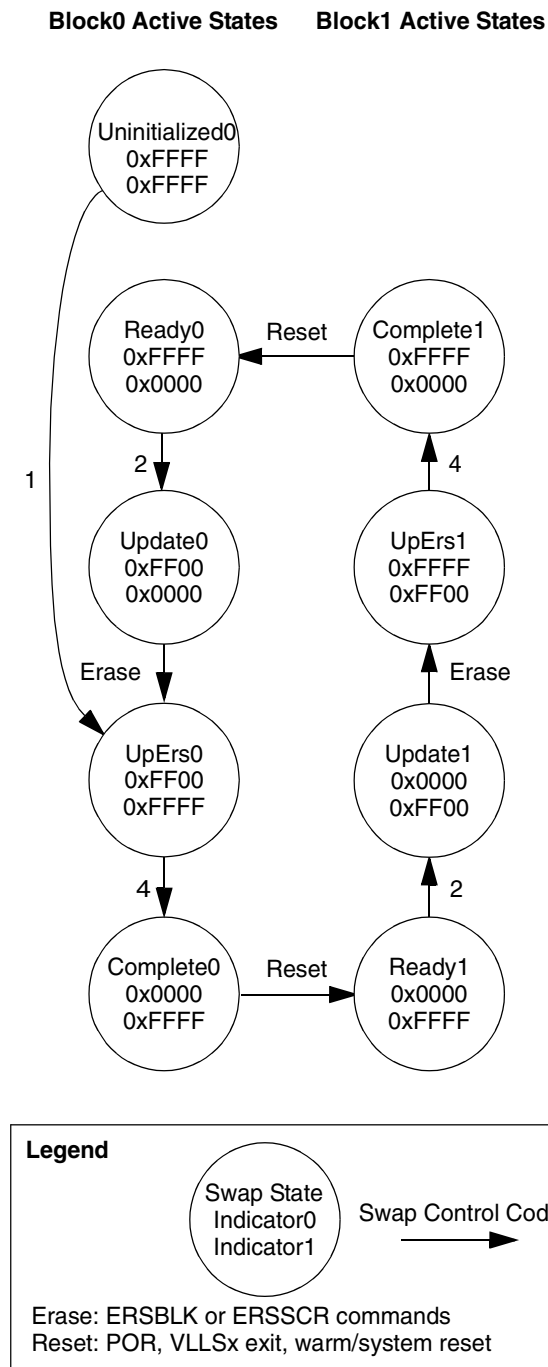 Block0 Active States
Block1 Active States
Uninitialized0
0xFFFF
0xFFFF
Ready0
0xFFFF
0x0000
Reset
Complete1
0xFFFF
0x0000
1
2
4
Update0
0xFF00
0x0000
UpErs1
0xFFFF
0xFF00
Erase
Erase
UpErs0
0xFF00
0xFFFF
Update1
0x0000
0xFF00
4
2
Complete0
0x0000
0xFFFF
Reset
Ready1
0x0000
0xFFFF
Legend
Swap State
Indicator0
Indicator1
Swap Control Cod
Erase: ERSBLK or ERSSCR commands
Reset: POR, VLLSx exit, warm/system reset